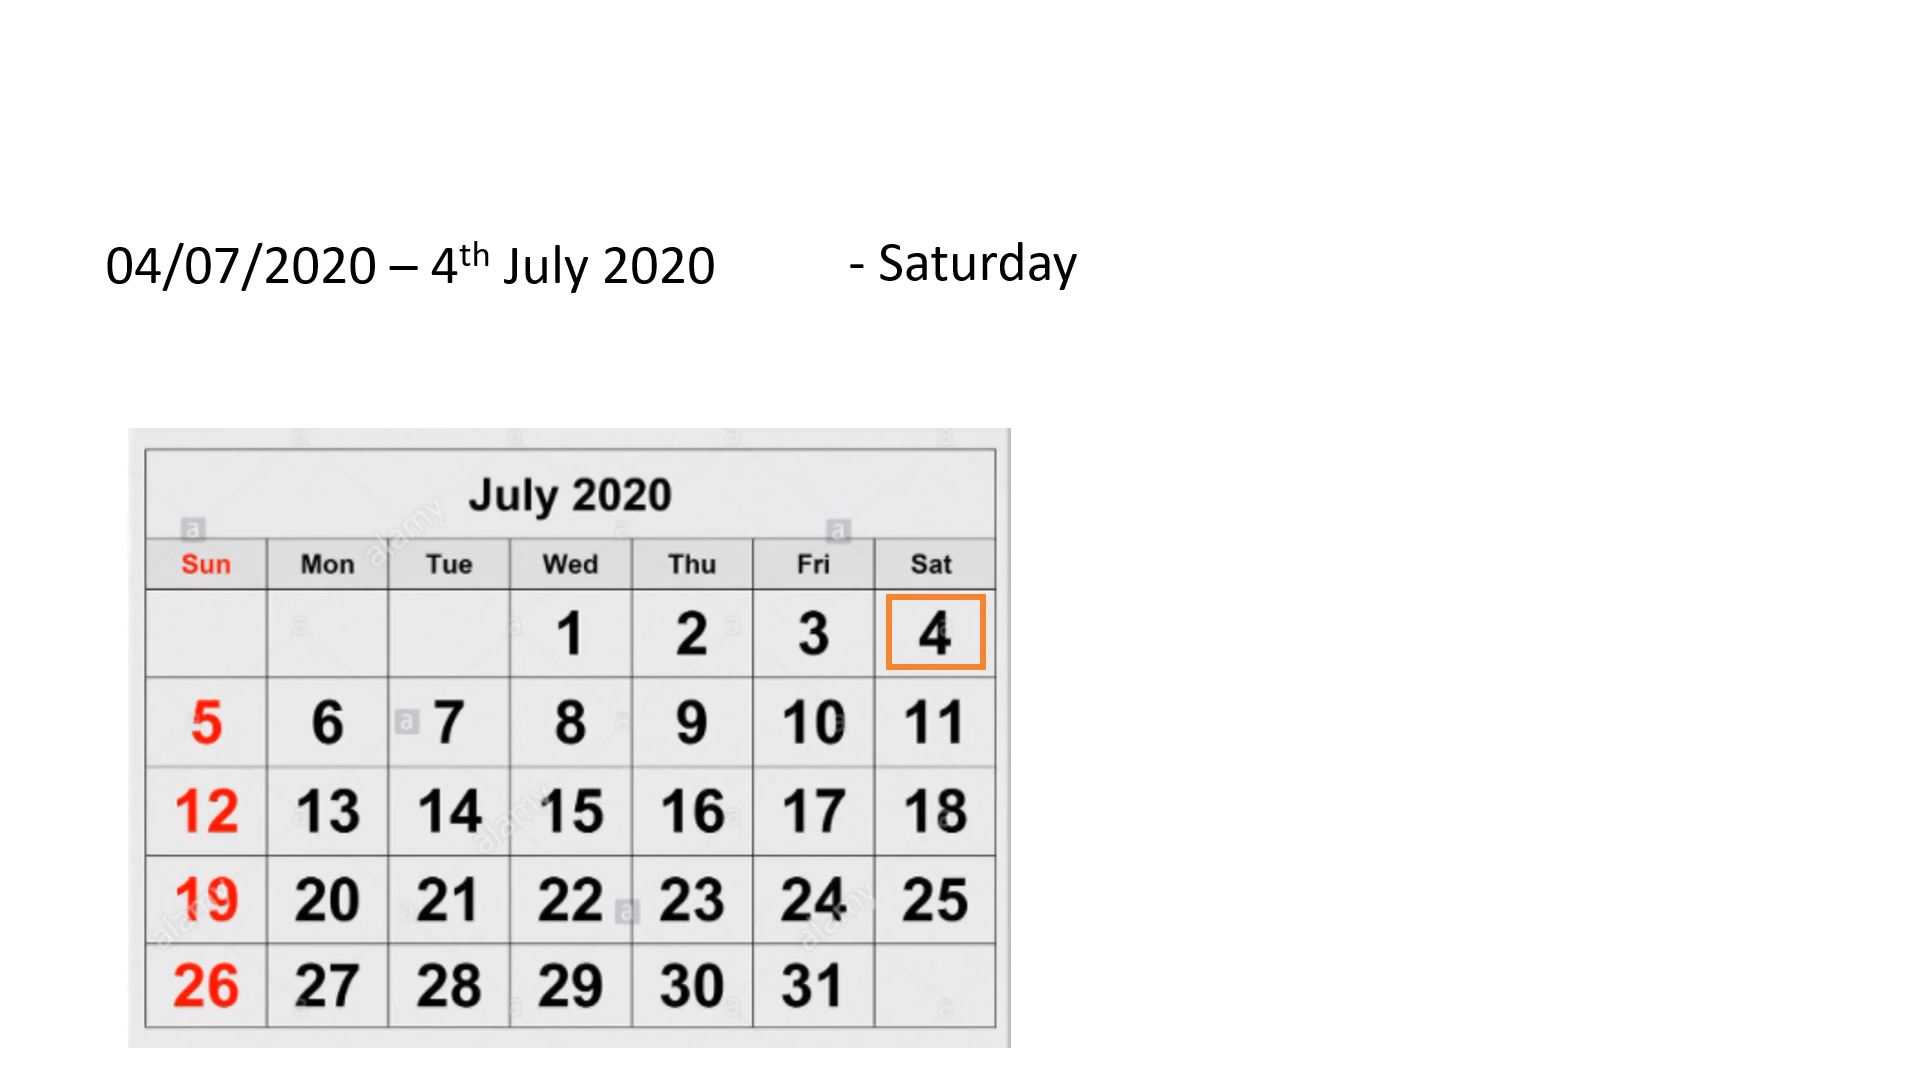 04/07/2020 – 4th July 2020 - Saturday
July 2020
Sun Mon Tue Wed Thu Fri Sat
1 2 3 4
5 6 7 8 9 10 11
12 13 14 15 16 17 18
19 20 21 22 23 24 25
26 27 28 29 30 31
alamy
a